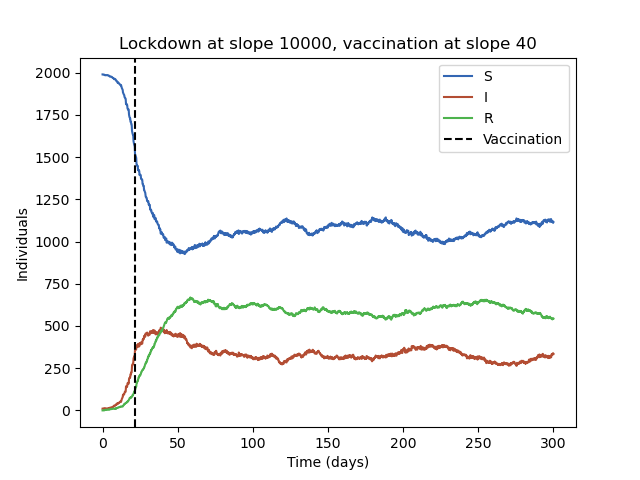 Lockdown at slope 10000, vaccination at slope 40
S
I
R
Vaccination
2000
1750
1500
1250
1000
750
500
250
0
Individuals
0 50 100 150 200 250 300
Time (days)